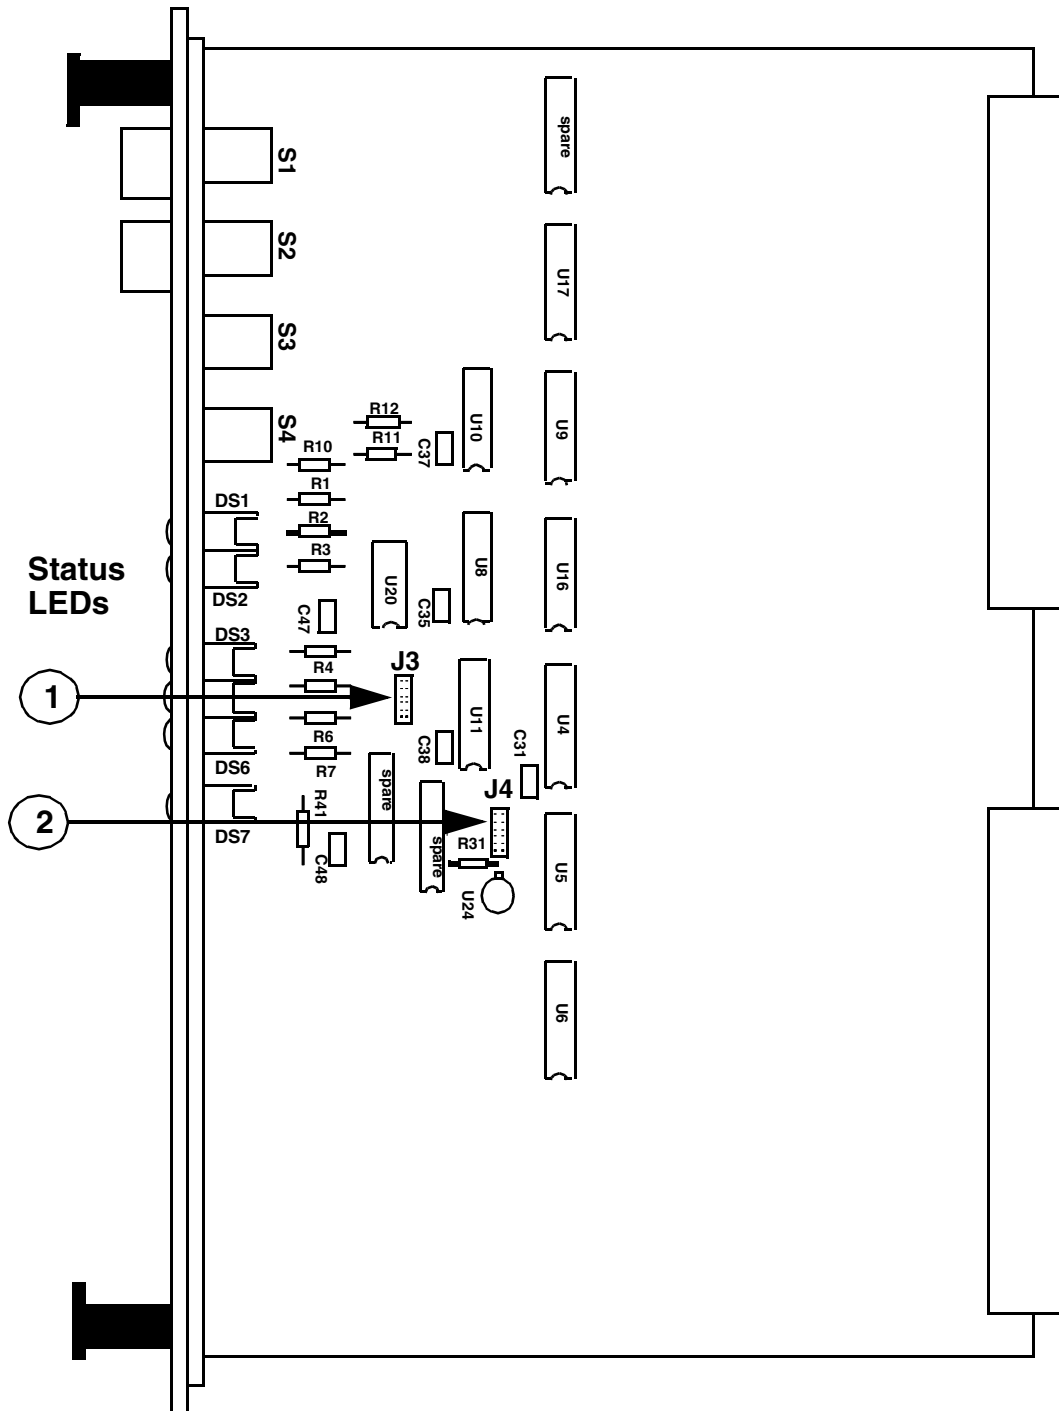 spare
S1
S2
U17
S3
S4
R12
R11
R10
C37
U10
U9
R1
DS1
R2
R3
Status
LEDs
DS2
U20
C35
U8
U16
C47
DS3
R4
J3
1
R6
DS6
R7
C38
U11
U4
C31
spare
J4
2
R41
DS7
C48
spare
R31
U24
U5
U6